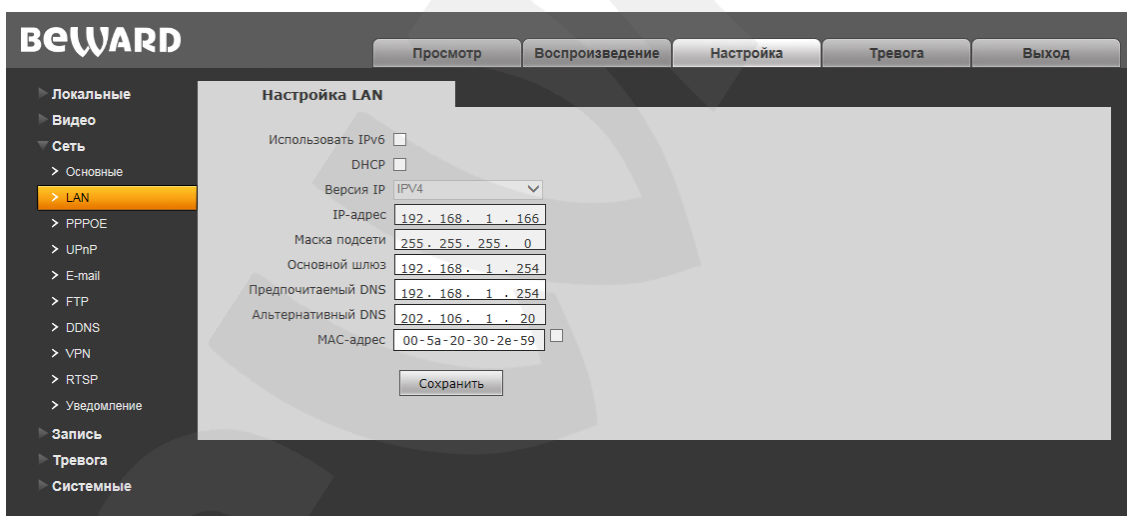 BEWARD
Просмотр
Воспроизведение
Настройка
Тревога
Выход
Локальные
Видео
Сеть
> Основные
> LAN
> PPPOE
> UPnP
> E-mail
> FTP
> DDNS
> VPN
> RTSP
> Уведомление
Запись
Тревога
Системные
Настройка LAN
Использовать IPv6
DHCP
Версия IP IPV4
IP-адрес 192. 168. 1 . 166
Маска подсети 255. 255. 255. 0
Основной шлюз 192. 168. 1 . 254
Предпочитаемый DNS 192. 168. 1 . 254
Альтернативный DNS 202. 106. 1 . 20
MAC-адрес 00-5a-20-30-2e-59
Сохранить